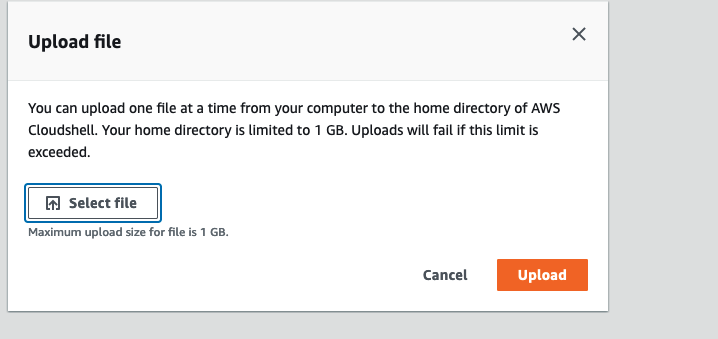 Upload file
You can upload one file at a time from your computer to the home directory of AWS
Cloudshell. Your home directory is limited to 1 GB. Uploads will fail if this limit is
exceeded.
Select file
Maximum upload size for file is 1 GB.
Cancel
Upload